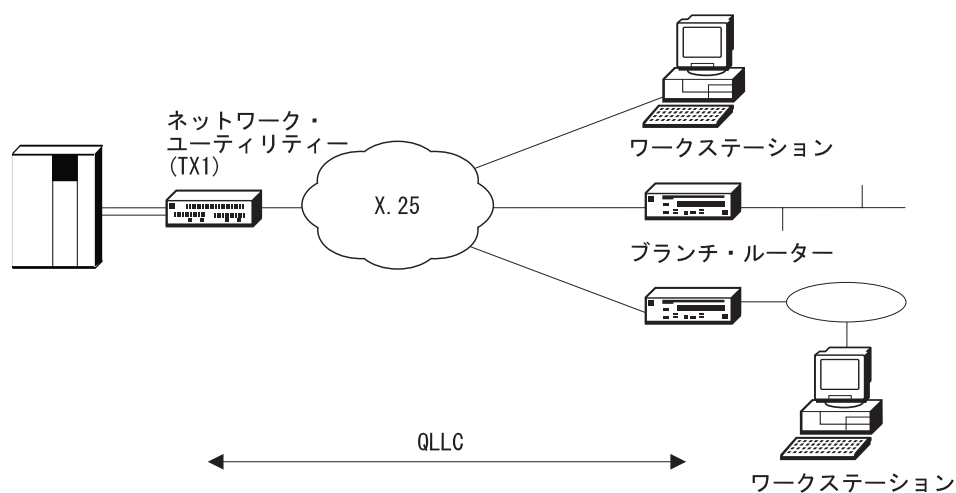 ネットワーク・
ユーティリティー
(TX1)
X.25
ワークステーション
ブランチ・ルーター
QLLC
ワークステーション